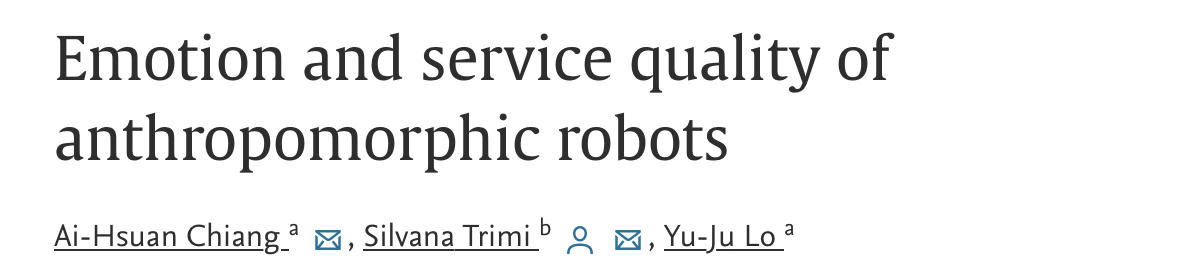 Emotion and service quality of
anthropomorphic robots
Ai-Hsuan Chiang a , Silvana Trimi b , Yu-Ju Lo a